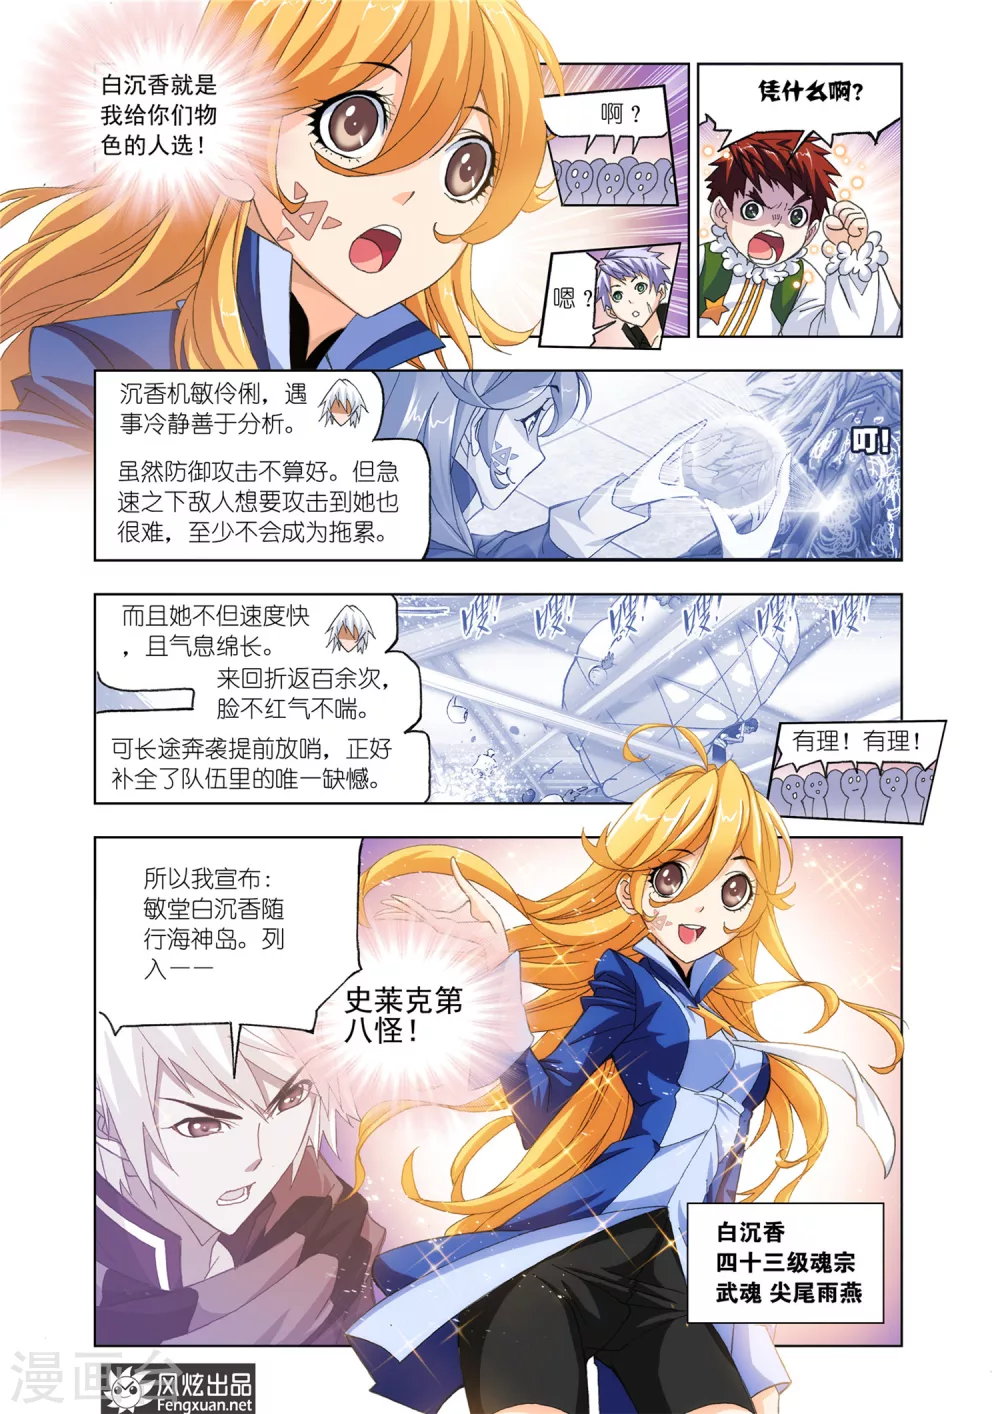 白沉香就是
我给你们物
色的人选！
啊？
嗯？
凭什么啊？
沉香机敏伶俐，遇
事冷静善于分析。
虽然防御攻击不算好。但急
速之下敌人想要攻击到她也
很难，至少不会成为拖累。
叮！
而且她不但速度快
，且气息绵长。
来回折返百余次，
脸不红气不喘。
可长途奔袭提前放哨，正好
补全了队伍里的唯一缺憾。
嗖！ 嗖！ 嗖！ 嗖！ 嗖！
有理！有理！
所以我宣布：
敏堂白沉香随
行海神岛。列
入——
史莱克第
八怪！
白沉香
四十三级魂宗
武魂 尖尾雨燕
漫画台
风炫出品
Fengxuan.net